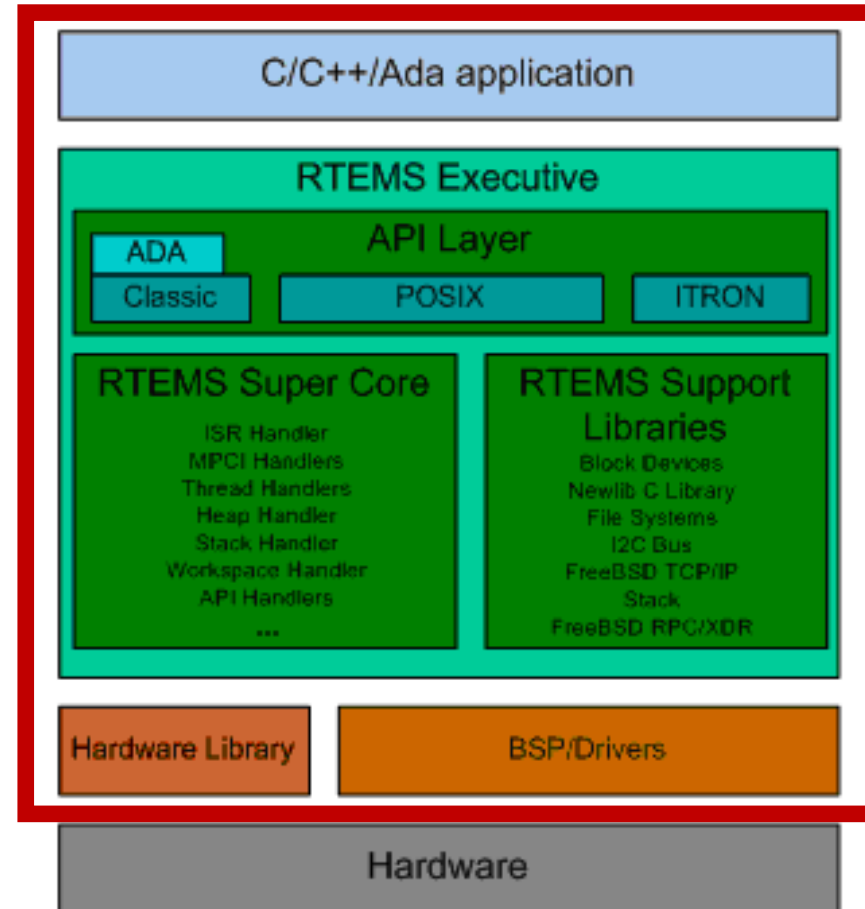 C/C++/Ada application
RTEMS Executive
API Layer
ADA
Classic
POSIX
ITRON
RTEMS Super Core
ISR Handler
MPCI Handlers
Thread Handlers
Heap Handler
Stack Handler
Workspace Handler
API Handlers
...
RTEMS Support
Libraries
Block Devices
Newlib C Library
File Systems
I2C Bus
FreeBSD TCP/IP
Stack
FreeBSD RPC/XDR
Hardware Library
BSP/Drivers
Hardware